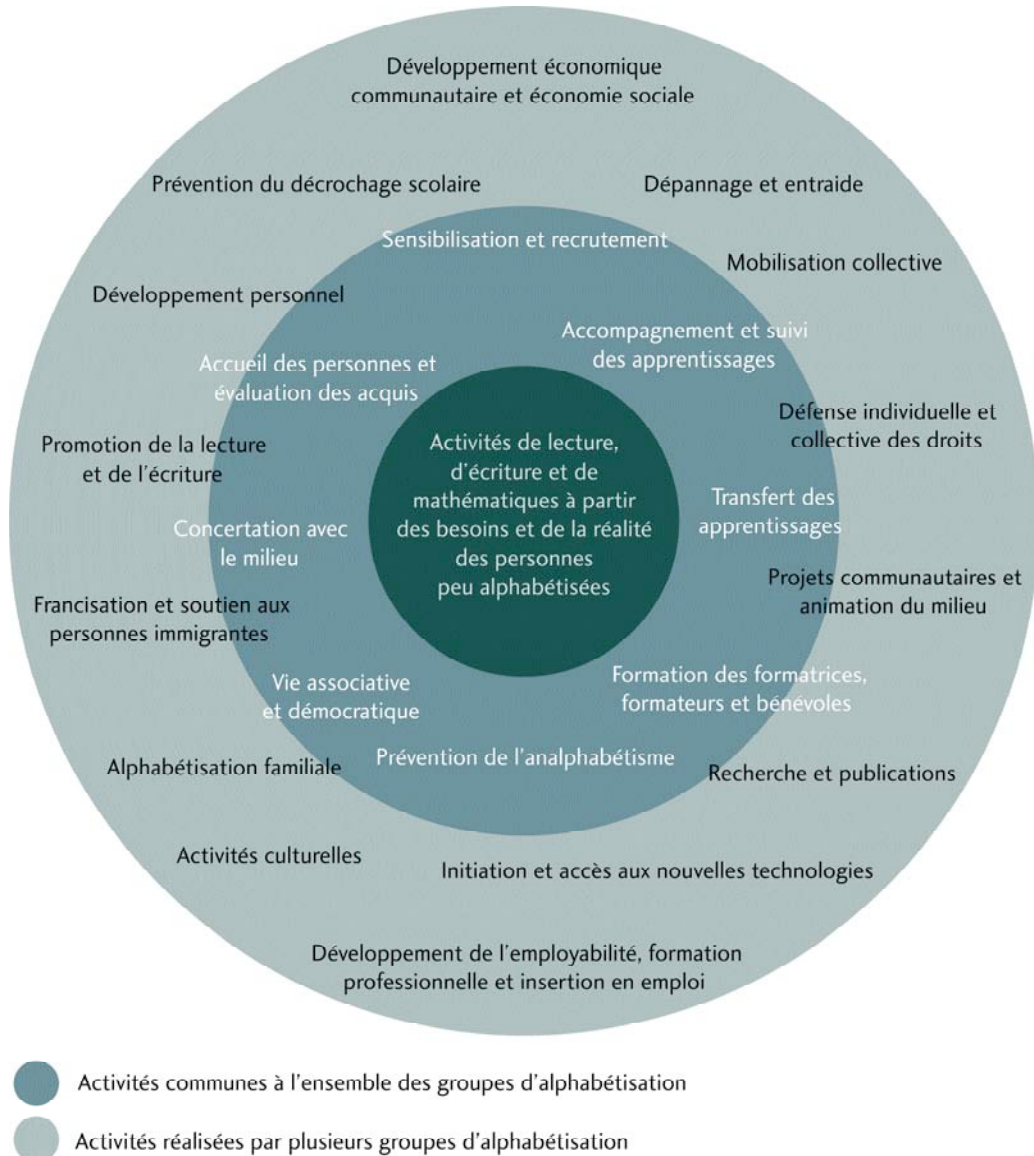 Développement économique
communautaire et économie sociale
Prévention du décrochage scolaire
Dépannage et entraide
Sensibilisation et recrutement
Mobilisation collective
Développement personnel
Accompagnement et suivi
des apprentissages
Accueil des personnes et
évaluation des acquis
Défense individuelle et
collective des droits
Promotion de la lecture
et de l'écriture
Activités de lecture,
d'écriture et de
mathématiques à partir
des besoins et de la réalité
des personnes
peu alphabétisées
Transfert des
apprentissages
Concertation avec
le milieu
Projets communautaires et
animation du milieu
Francisation et soutien aux
personnes immigrantes
Formation des formatrices,
formateurs et bénévoles
Vie associative
et démocratique
Prévention de l'analphabétisme
Alphabétisation familiale
Recherche et publications
Activités culturelles
Initiation et accès aux nouvelles technologies
Développement de l'employabilité, formation
professionnelle et insertion en emploi
Activités communes à l'ensemble des groupes d'alphabétisation
Activités réalisées par plusieurs groupes d'alphabétisation